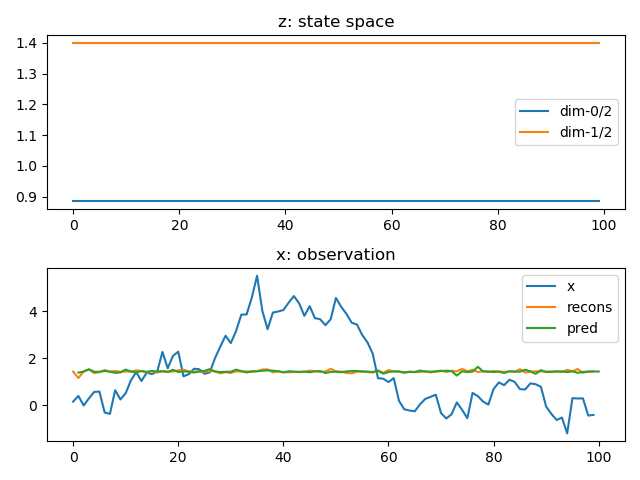 z: state space
1.4
1.3
1.2
1.1
1.0
0.9
dim-0/2
dim-1/2
0 20 40 60 80 100
x: observation
4
2
0
x
recons
pred
0 20 40 60 80 100